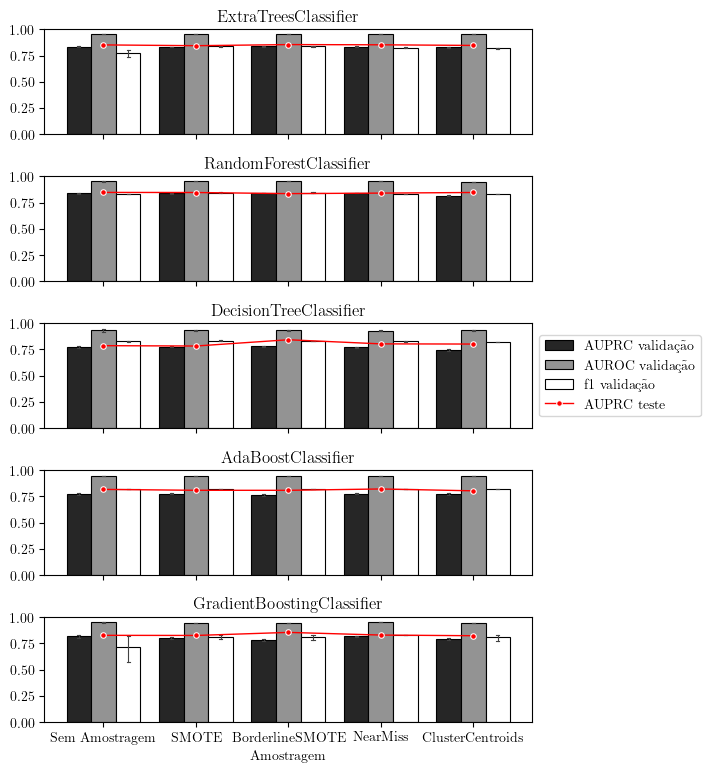 ExtraTreesClassifier
1.00
0.75
0.50
0.25
0.00
RandomForestClassifier
1.00
0.75
0.50
0.25
0.00
DecisionTreeClassifier
1.00
0.75
0.50
0.25
0.00
AUPRC validação
AUROC validação
f1 validação
AUPRC teste
AdaBoostClassifier
1.00
0.75
0.50
0.25
0.00
GradientBoostingClassifier
1.00
0.75
0.50
0.25
0.00
Sem Amostragem SMOTE BorderlineSMOTE NearMiss ClusterCentroids
Amostragem